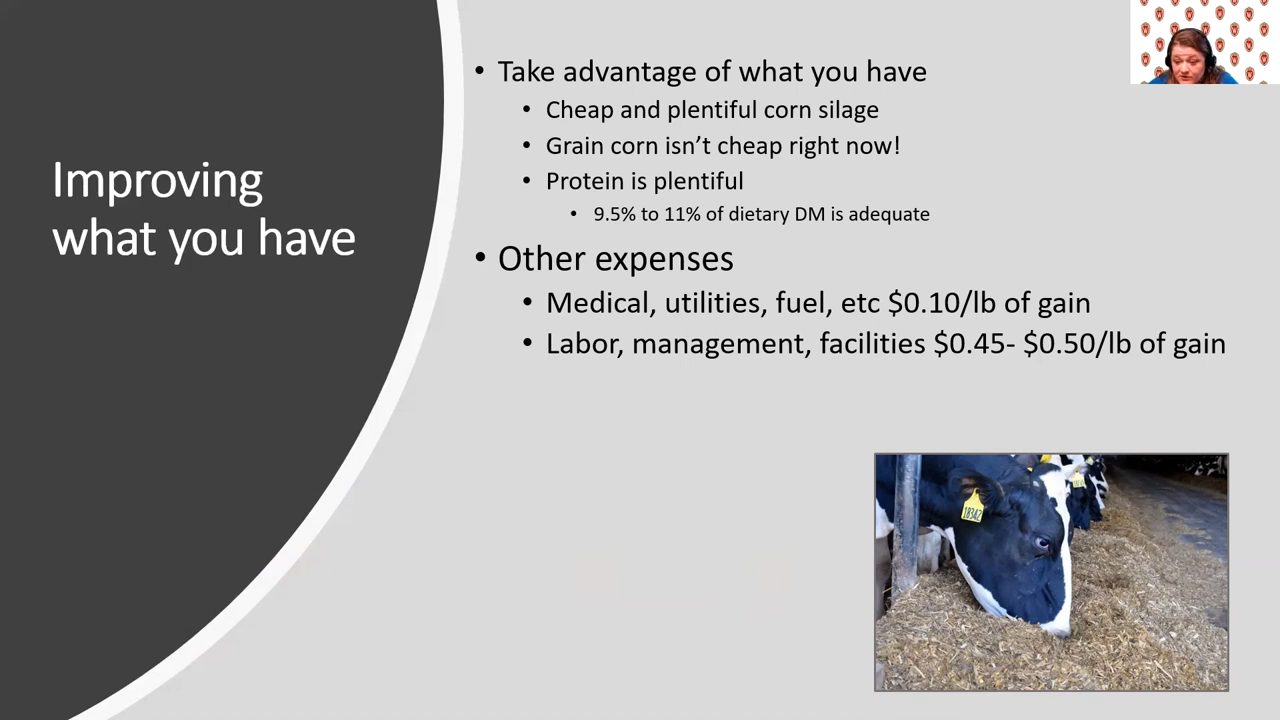 Improving
what you have
• Take advantage of what you have
• Cheap and plentiful corn silage
• Grain corn isn’t cheap right now!
• Protein is plentiful
• 9.5% to 11% of dietary DM is adequate
• Other expenses
• Medical, utilities, fuel, etc $0.10/lb of gain
• Labor, management, facilities $0.45- $0.50/lb of gain
18342